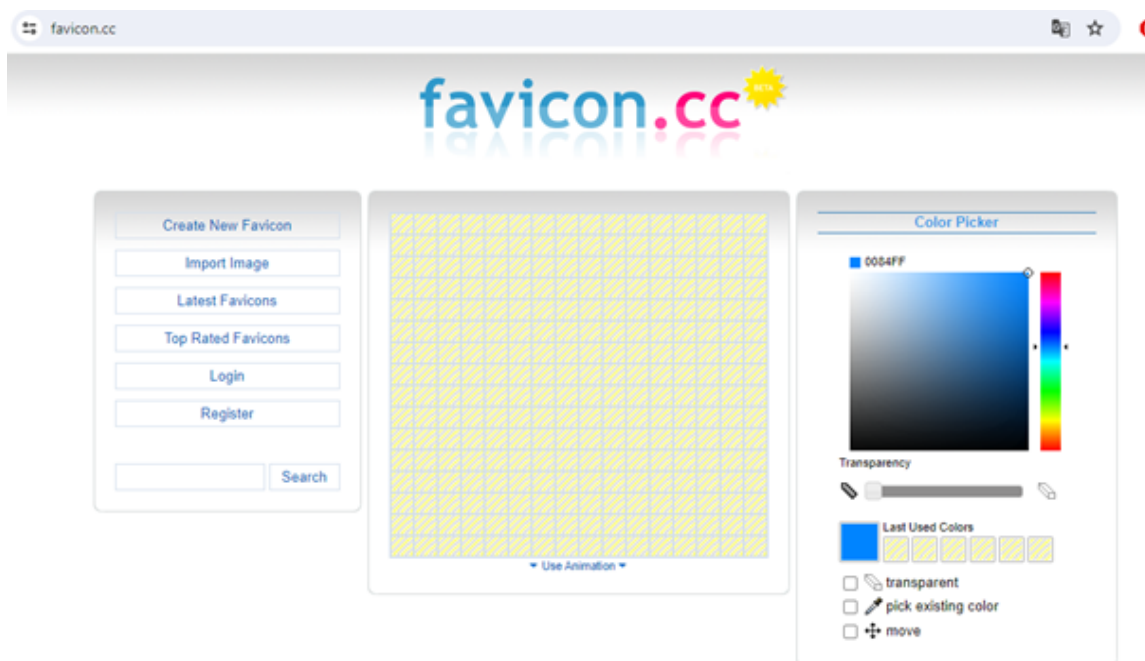 favicon.cc
favicon.cc
BETA
Create New Favicon
Import Image
Latest Favicons
Top Rated Favicons
Login
Register
Search
Use Animation
Color Picker
0084FF
Transparency
Last Used Colors
transparent
pick existing color
move